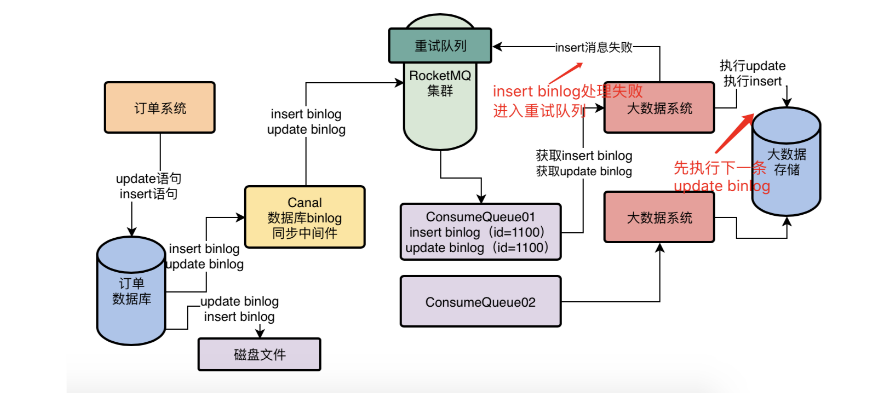 重试队列
RocketMQ
集群
insert消息失败
执行update
执行insert
insert binlog处理失败
进入重试队列
大数据系统
订单系统
insert binlog
update binlog
获取insert binlog
获取update binlog
大数据
存储
先执行下一条
update binlog
update语句
insert语句
Canal
数据库binlog
同步中间件
ConsumeQueue01
insert binlog（id=1100）
update binlog（id=1100）
大数据系统
insert binlog
update binlog
订单
数据库
update binlog
insert binlog
ConsumeQueue02
磁盘文件